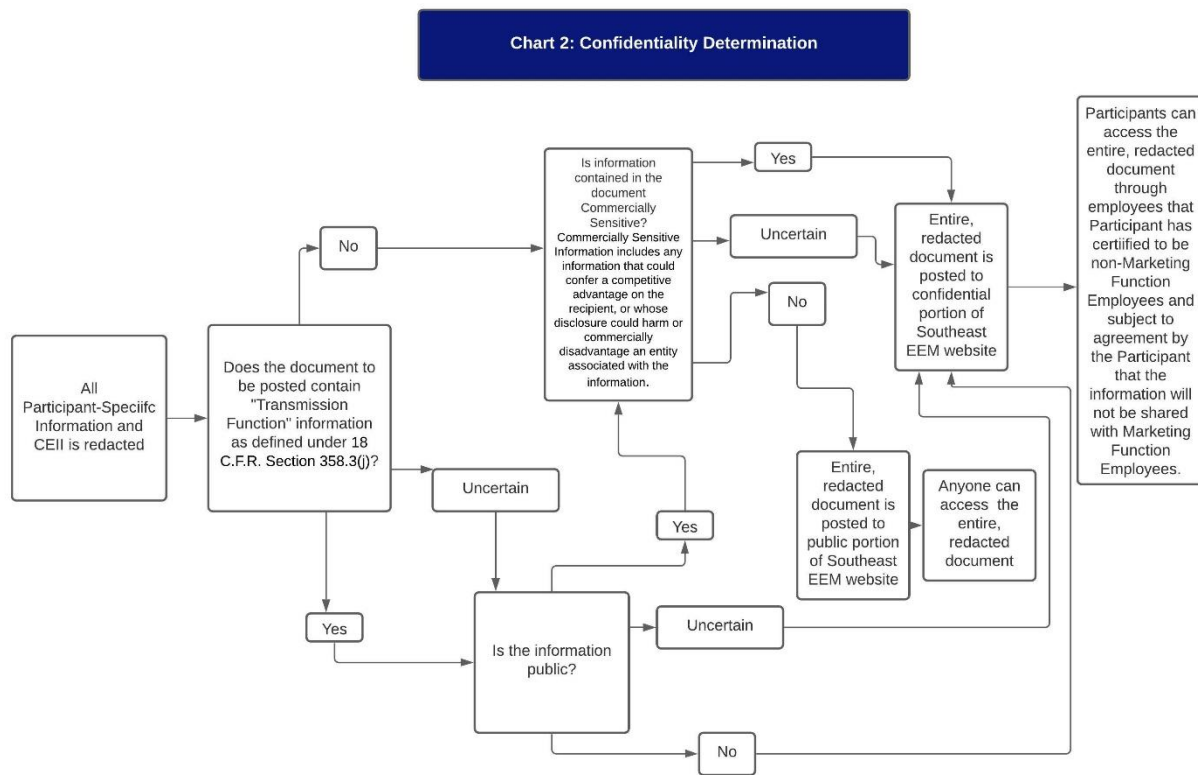 Chart 2: Confidentiality Determination
All
Participant-Speciifc
Information and
CEII is redacted
Does the document to
be posted contain
"Transmission
Function" information
as defined under 18
C.F.R. Section 358.3(j)?
No
Uncertain
Yes
Is the information
public?
Yes
Uncertain
No
Is information
contained in the
document
Commercially
Sensitive?
Commercially Sensitive
Information includes any
information that could
confer a competitive
advantage on the
recipient, or whose
disclosure could harm or
commercially
disadvantage an entity
associated with the
information.
Yes
Uncertain
No
Entire,
redacted
document is
posted to
public portion
of Southeast
EEM website
Anyone can
access the
entire,
redacted
document
Entire,
redacted
document is
posted to
confidential
portion of
Southeast
EEM website
Participants can
access the
entire, redacted
document
through
employees that
Participant has
certiified to be
non-Marketing
Function
Employees and
subject to
agreement by
the Participant
that the
information will
not be shared
with Marketing
Function
Employees.